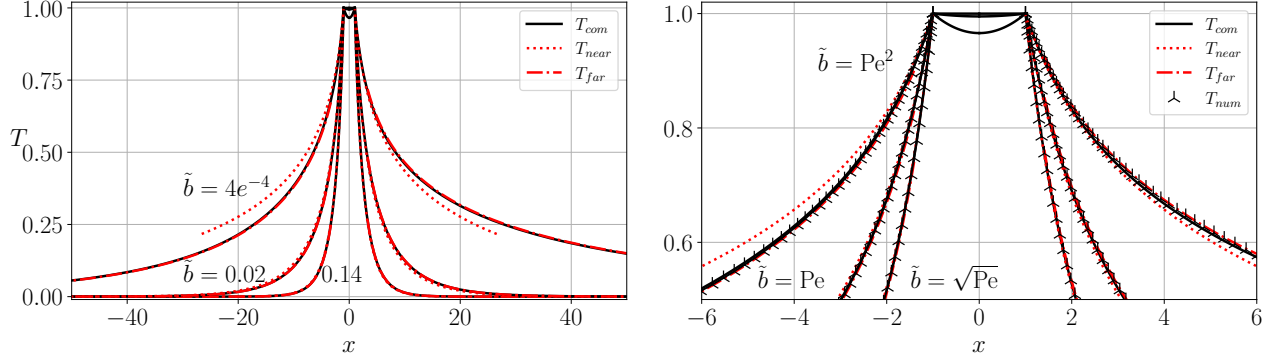 1.00
0.75
0.50
0.25
0.00
T
−40
−20
0
20
40
x
T_com
T_near
T_far
b̃ = 4e⁻⁴
b̃ = 0.02
0.14
1.0
0.8
0.6
−6
−4
−2
0
2
4
6
x
T_com
T_near
T_far
T_num
b̃ = Pe²
b̃ = Pe
b̃ = √Pe